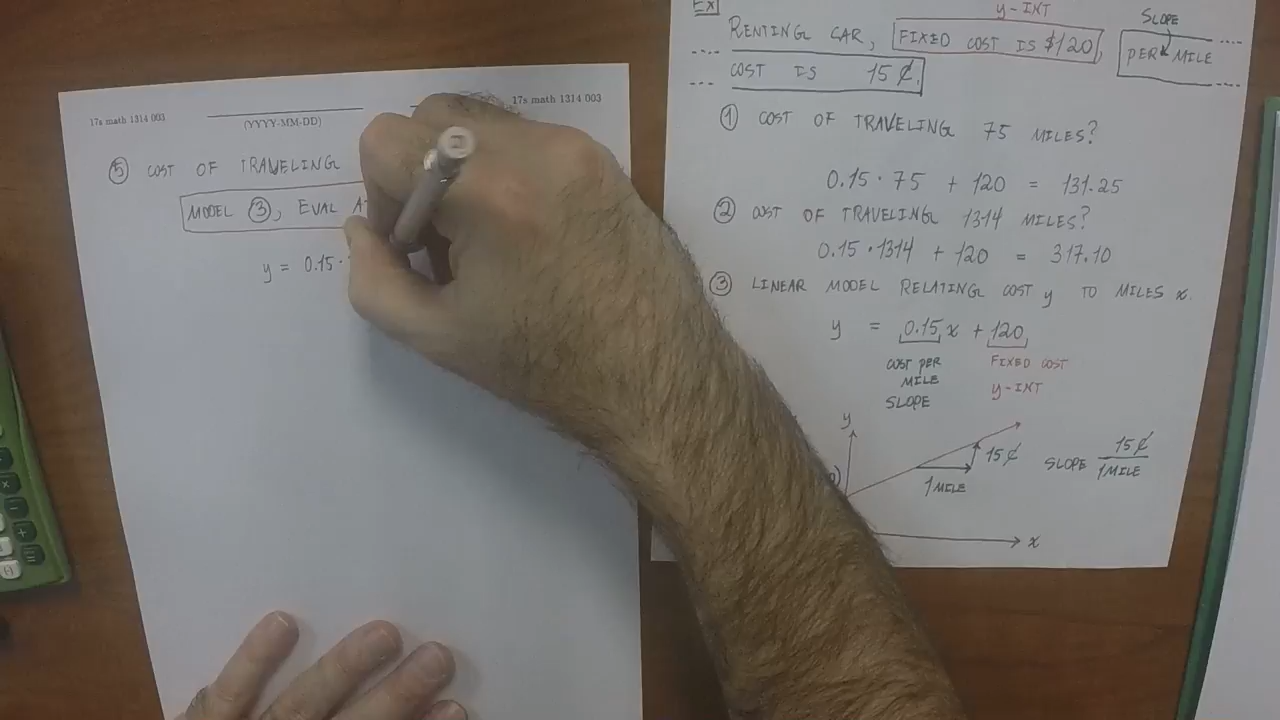 17s math 1314 003
(YYYY-MM-DD)
17s math 1314 003
⑤ COST OF TRAVELING
MODEL ③, EVAL
y = 0.15 ·
EX
y-INT
SLOPE
RENTING CAR, FIXED COST IS $120, PER MILE
COST IS 15 ¢.
① COST OF TRAVELING 75 MILES?
0.15 · 75 + 120 = 131.25
② COST OF TRAVELING 1314 MILES?
0.15 · 1314 + 120 = 317.10
③ LINEAR MODEL RELATING COST y TO MILES x.
y = 0.15 x + 120
COST PER MILE SLOPE
FIXED COST y-INT
y
15 ¢
1 MILE
SLOPE 15¢ / 1 MILE
x